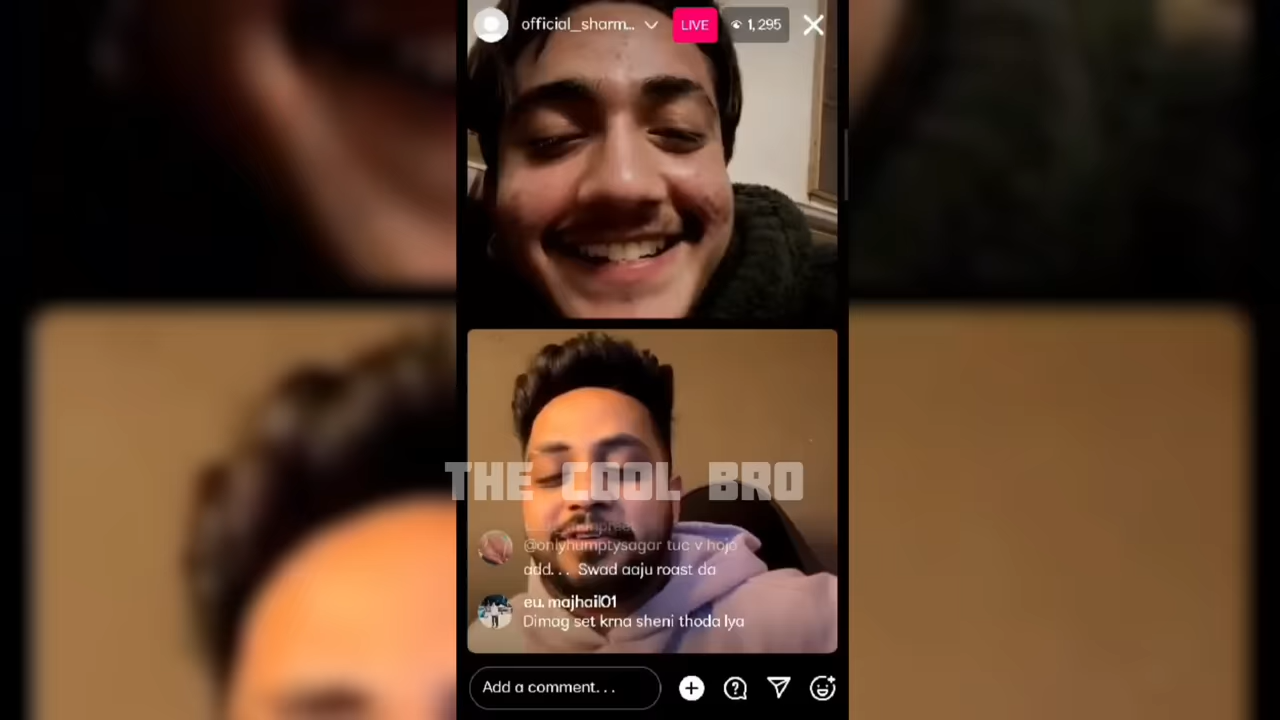 official_sharm...
LIVE
1,295
THE COOL BRO
@onlyhumptysagar tuc v hojo
add... Swad aaju roast da
eu.majhail01
Dimag set krna sheni thoda lya
Add a comment...